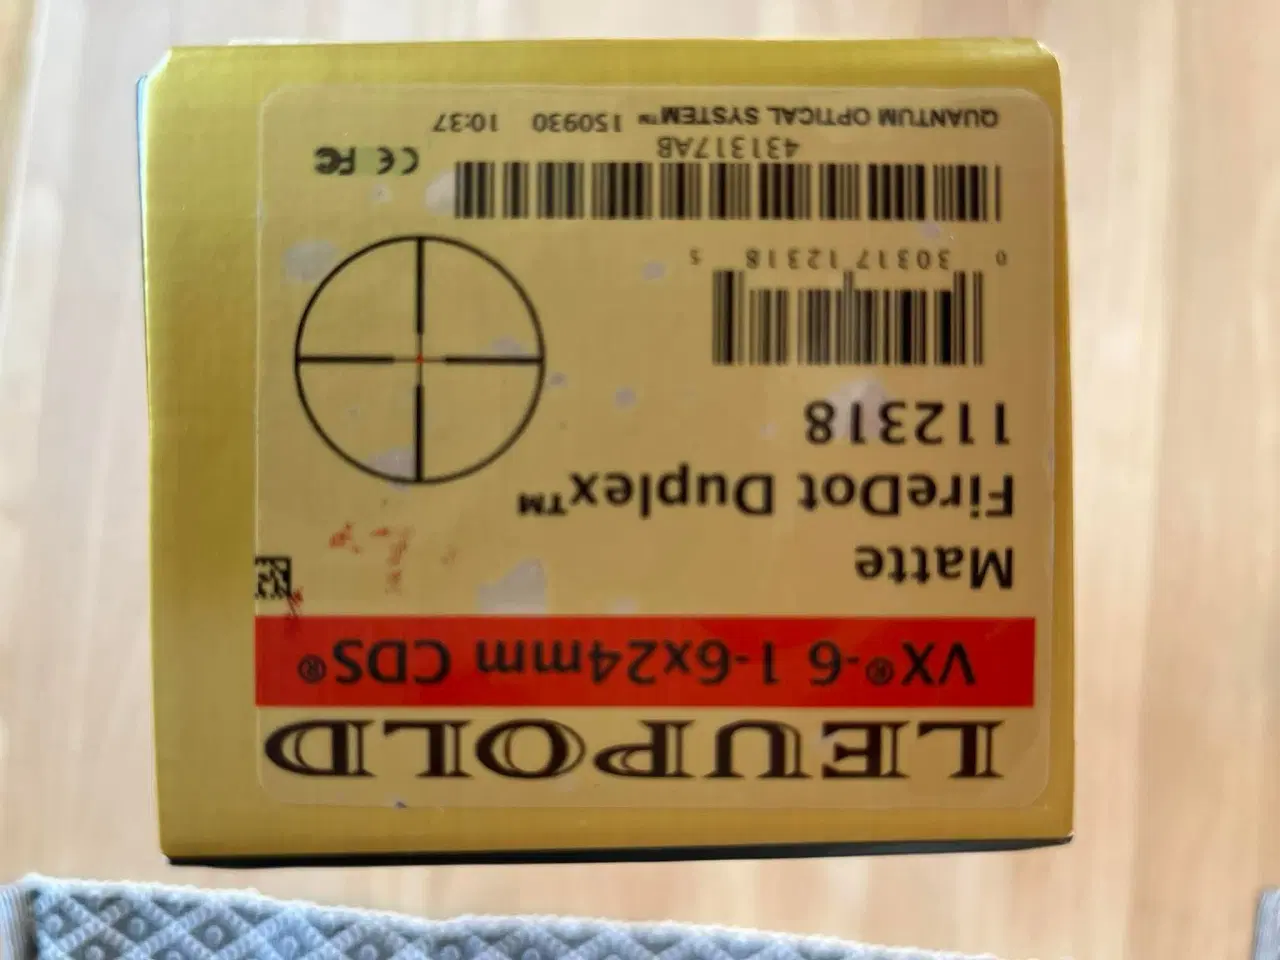 LEUPOLD
VX®-6 1-6x24mm CDS®
Matte
FireDot Duplex™
112318
0 30317 12318 5
431317AB
CE FC
QUANTUM OPTICAL SYSTEM™ 150930 10:37